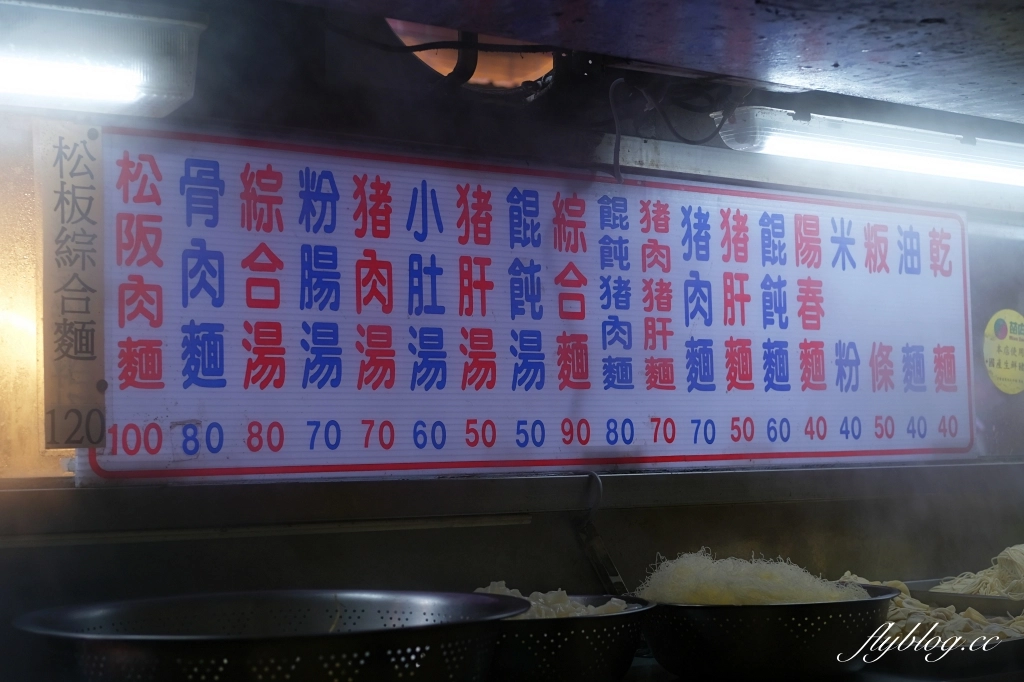 松板綜合麵 120
松阪肉麵 100
骨肉麵 80
綜合湯 80
粉腸湯 70
豬肉湯 70
小肚湯 60
豬肝湯 50
餛飩湯 50
綜合麵 90
餛飩豬肉麵 80
豬肉豬肝麵 70
豬肉麵 70
豬肝麵 50
餛飩麵 60
陽春麵 40
米粉 40
粄條 50
油麵 40
乾麵 40
flyblog.cc